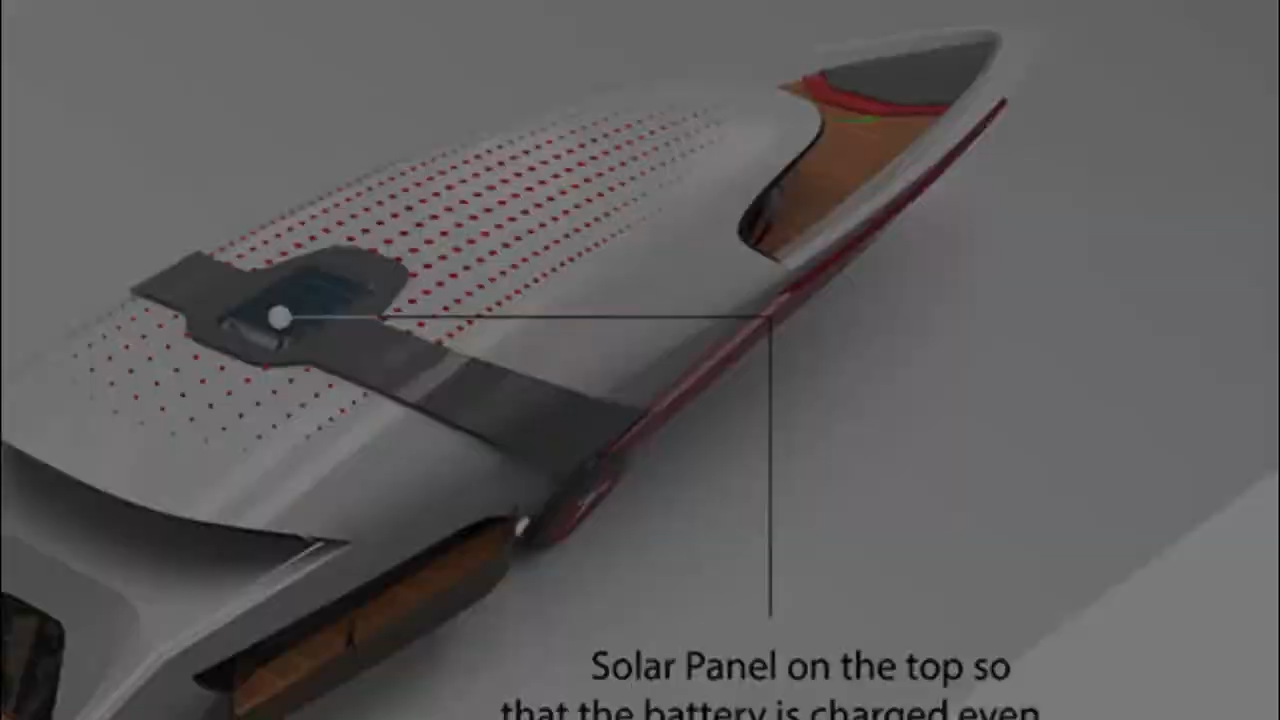 Solar Panel on the top so
that the battery is charged even